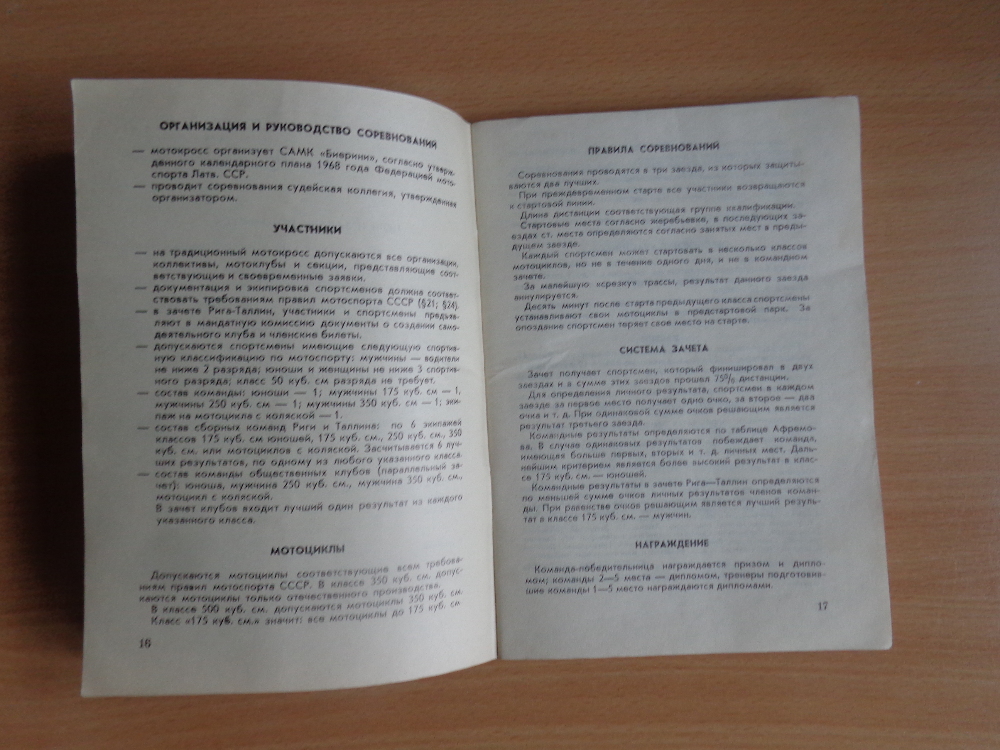 ОРГАНИЗАЦИЯ И РУКОВОДСТВО СОРЕВНОВАНИЙ
— мотокросс организует САМК «Биерини», согласно утверж-
данного календарного плана 1968 года Федерацией мото-
спорта Латв. ССР.
— проводит соревнования судейская коллегия, утвержденная
организатором.
УЧАСТНИКИ
— на традиционный мотокросс допускаются все организации,
коллективы, мотоклубы и секции, представляющие соот-
ветствующие и своевременные заявки.
— документация и экипировка спортсменов должна соответ-
ствовать требованиям правил мотоспорта СССР (§21; §24).
— в зачете Рига-Таллин, участники и спортсмены предъяв-
ляют в мандатную комиссию документы о создании само-
деятельного клуба и членские билеты.
— допускаются спортсмены имеющие следующую спортив-
ную классификацию по мотоспорту: мужчины — водители
не ниже 2 разряда; юноши и женщины не ниже 3 спортив-
ного разряда; класс 50 куб. см разряда не требует.
— состав команды: юноши — 1; мужчины 175 куб. см — 1,
мужчины 250 куб. см — 1; мужчины 350 куб. см — 1; эки-
паж на мотоцикла с коляской — 1.
— состав сборных команд Риги и Таллина: по 6 экипажей
классов 175 куб. см юношей, 175 куб. см., 250 куб. см., 350
куб. см. или мотоциклов с коляской. Засчитывается 6 луч-
ших результатов, по одному из любого указанного класса.
— состав команды общественных клубов (параллельный за-
чет): юноша, мужчина 250 куб. см., мужчина 350 куб. см.,
мотоцикл с коляской.
В зачет клубов входит лучший один результат из каждого
указанного класса.
МОТОЦИКЛЫ
Допускаются мотоциклы соответствующие всем требова-
ниям правил мотоспорта СССР. В классе 350 куб. см. допус-
каются мотоциклы только отечественного производства.
В классе 500 куб. см. допускаются мотоциклы 350 куб. см.
Класс «175 куб. см.» значит: все мотоциклы до 175 куб. см
16
ПРАВИЛА СОРЕВНОВАНИЙ
Соревнования проводятся в три заезда, из которых защиты-
ваются два лучших.
При преждевременном старте все участники возвращаются
к стартовой линии.
Длина дистанции соответствующая группе квалификации.
Стартовые места согласно жеребьевке, в последующих за-
ездах ст. места определяются согласно занятых мест в преды-
дущем заезде.
Каждый спортсмен может стартовать в несколько классов
мотоциклов, но не в течение одного дня, и не в командном
зачете.
За малейшую «срезку» трассы, результат данного заезда
аннулируется.
Десять минут после старта предыдущего класса спортсмены
устанавливают свои мотоциклы в предстартовой парк. За
опоздание спортсмен теряет свое место на старте.
СИСТЕМА ЗАЧЕТА
Зачет получает спортсмен, который финишировал в двух
заездах и в сумме этих заездов прошел 75% дистанции.
Для определения личного результата, спортсмен в каждом
заезде за первое место получает одно очко, за второе — два
очка и т. д. При одинаковой сумме очков решающим является
результат третьего заезда.
Командные результаты определяются по таблице Афремо-
ва. В случае одинаковых результатов побеждает команда,
имеющая больше первых, вторых и т. д. личных мест. Даль-
нейшим критерием является более высокий результат в клас-
се 175 куб. см. — юношей.
Командные результаты в зачете Рига—Таллин определяются
по меньшей сумме очков личных результатов членов коман-
ды. При равенстве очков решающим является лучший резуль-
тат в классе 175 куб. см. — мужчин.
НАГРАЖДЕНИЕ
Команда-победительница награждается призом и дипло-
мом; команды 2—5 места — дипломом, тренеры подготовив-
шие команды 1—5 место награждаются дипломами.
17